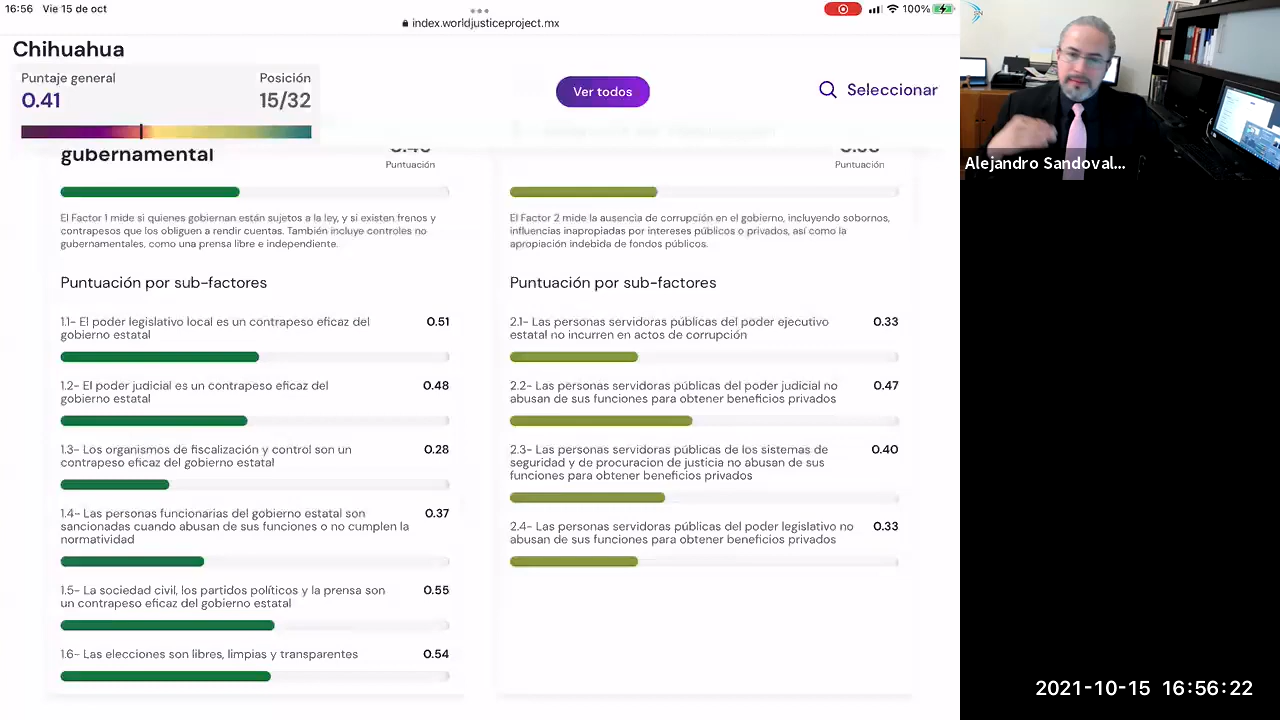 16:56 Vie 15 de oct
100%
index.worldjusticeproject.mx
Chihuahua
Puntaje general
Posición
0.41
15/32
Ver todos
Seleccionar
gubernamental
Puntuación
El Factor 1 mide si quienes gobiernan están sujetos a la ley, y si existen frenos y
contrapesos que los obliguen a rendir cuentas. También incluye controles no
gubernamentales, como una prensa libre e independiente.
Puntuación por sub-factores
1.1- El poder legislativo local es un contrapeso eficaz del
gobierno estatal
0.51
1.2- El poder judicial es un contrapeso eficaz del
gobierno estatal
0.48
1.3- Los organismos de fiscalización y control son un
contrapeso eficaz del gobierno estatal
0.28
1.4- Las personas funcionarias del gobierno estatal son
sancionadas cuando abusan de sus funciones o no cumplen la
normatividad
0.37
1.5- La sociedad civil, los partidos políticos y la prensa son
un contrapeso eficaz del gobierno estatal
0.55
1.6- Las elecciones son libres, limpias y transparentes
0.54
Puntuación
El Factor 2 mide la ausencia de corrupción en el gobierno, incluyendo sobornos,
influencias inapropiadas por intereses públicos o privados, así como la
apropiación indebida de fondos públicos.
Puntuación por sub-factores
2.1- Las personas servidoras públicas del poder ejecutivo
estatal no incurren en actos de corrupción
0.33
2.2- Las personas servidoras públicas del poder judicial no
abusan de sus funciones para obtener beneficios privados
0.47
2.3- Las personas servidoras públicas de los sistemas de
seguridad y de procuracion de justicia no abusan de sus
funciones para obtener beneficios privados
0.40
2.4- Las personas servidoras públicas del poder legislativo no
abusan de sus funciones para obtener beneficios privados
0.33
Alejandro Sandoval...
2021-10-15 16:56:22